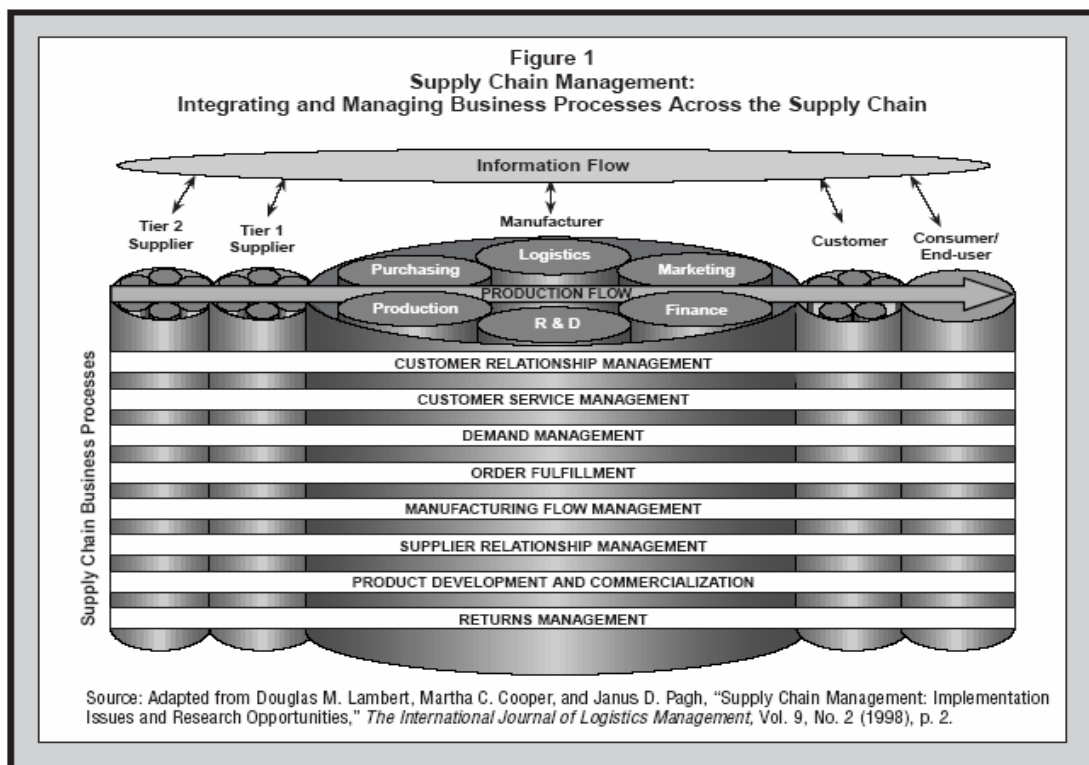 Figure 1
Supply Chain Management:
Integrating and Managing Business Processes Across the Supply Chain
Information Flow
Tier 2
Supplier
Tier 1
Supplier
Manufacturer
Customer
Consumer/
End-user
Logistics
Purchasing
Marketing
PRODUCTION FLOW
Production
Finance
R & D
Supply Chain Business Processes
CUSTOMER RELATIONSHIP MANAGEMENT
CUSTOMER SERVICE MANAGEMENT
DEMAND MANAGEMENT
ORDER FULFILLMENT
MANUFACTURING FLOW MANAGEMENT
SUPPLIER RELATIONSHIP MANAGEMENT
PRODUCT DEVELOPMENT AND COMMERCIALIZATION
RETURNS MANAGEMENT
Source: Adapted from Douglas M. Lambert, Martha C. Cooper, and Janus D. Pagh, “Supply Chain Management: Implementation
Issues and Research Opportunities,” The International Journal of Logistics Management, Vol. 9, No. 2 (1998), p. 2.